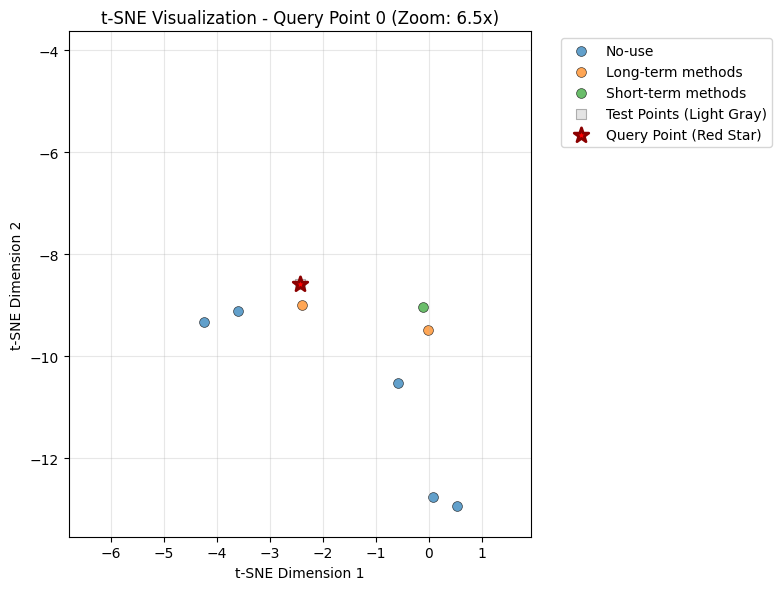 t-SNE Visualization - Query Point 0 (Zoom: 6.5x)
No-use
Long-term methods
Short-term methods
Test Points (Light Gray)
Query Point (Red Star)
−4
−6
−8
−10
−12
t-SNE Dimension 2
−6 −5 −4 −3 −2 −1 0 1
t-SNE Dimension 1